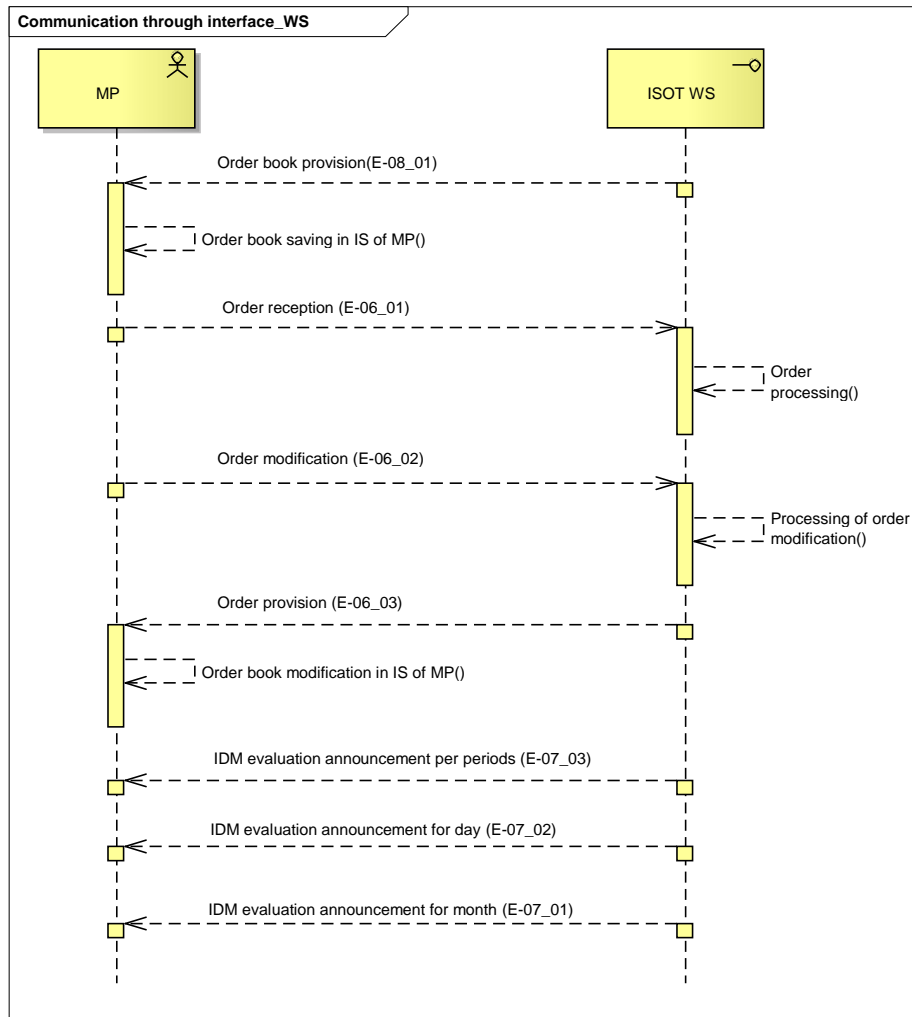 Communication through interface_WS
MP
ISOT WS
Order book provision(E-08_01)
Order book saving in IS of MP()
Order reception (E-06_01)
Order
processing()
Order modification (E-06_02)
Processing of order
modification()
Order provision (E-06_03)
Order book modification in IS of MP()
IDM evaluation announcement per periods (E-07_03)
IDM evaluation announcement for day (E-07_02)
IDM evaluation announcement for month (E-07_01)